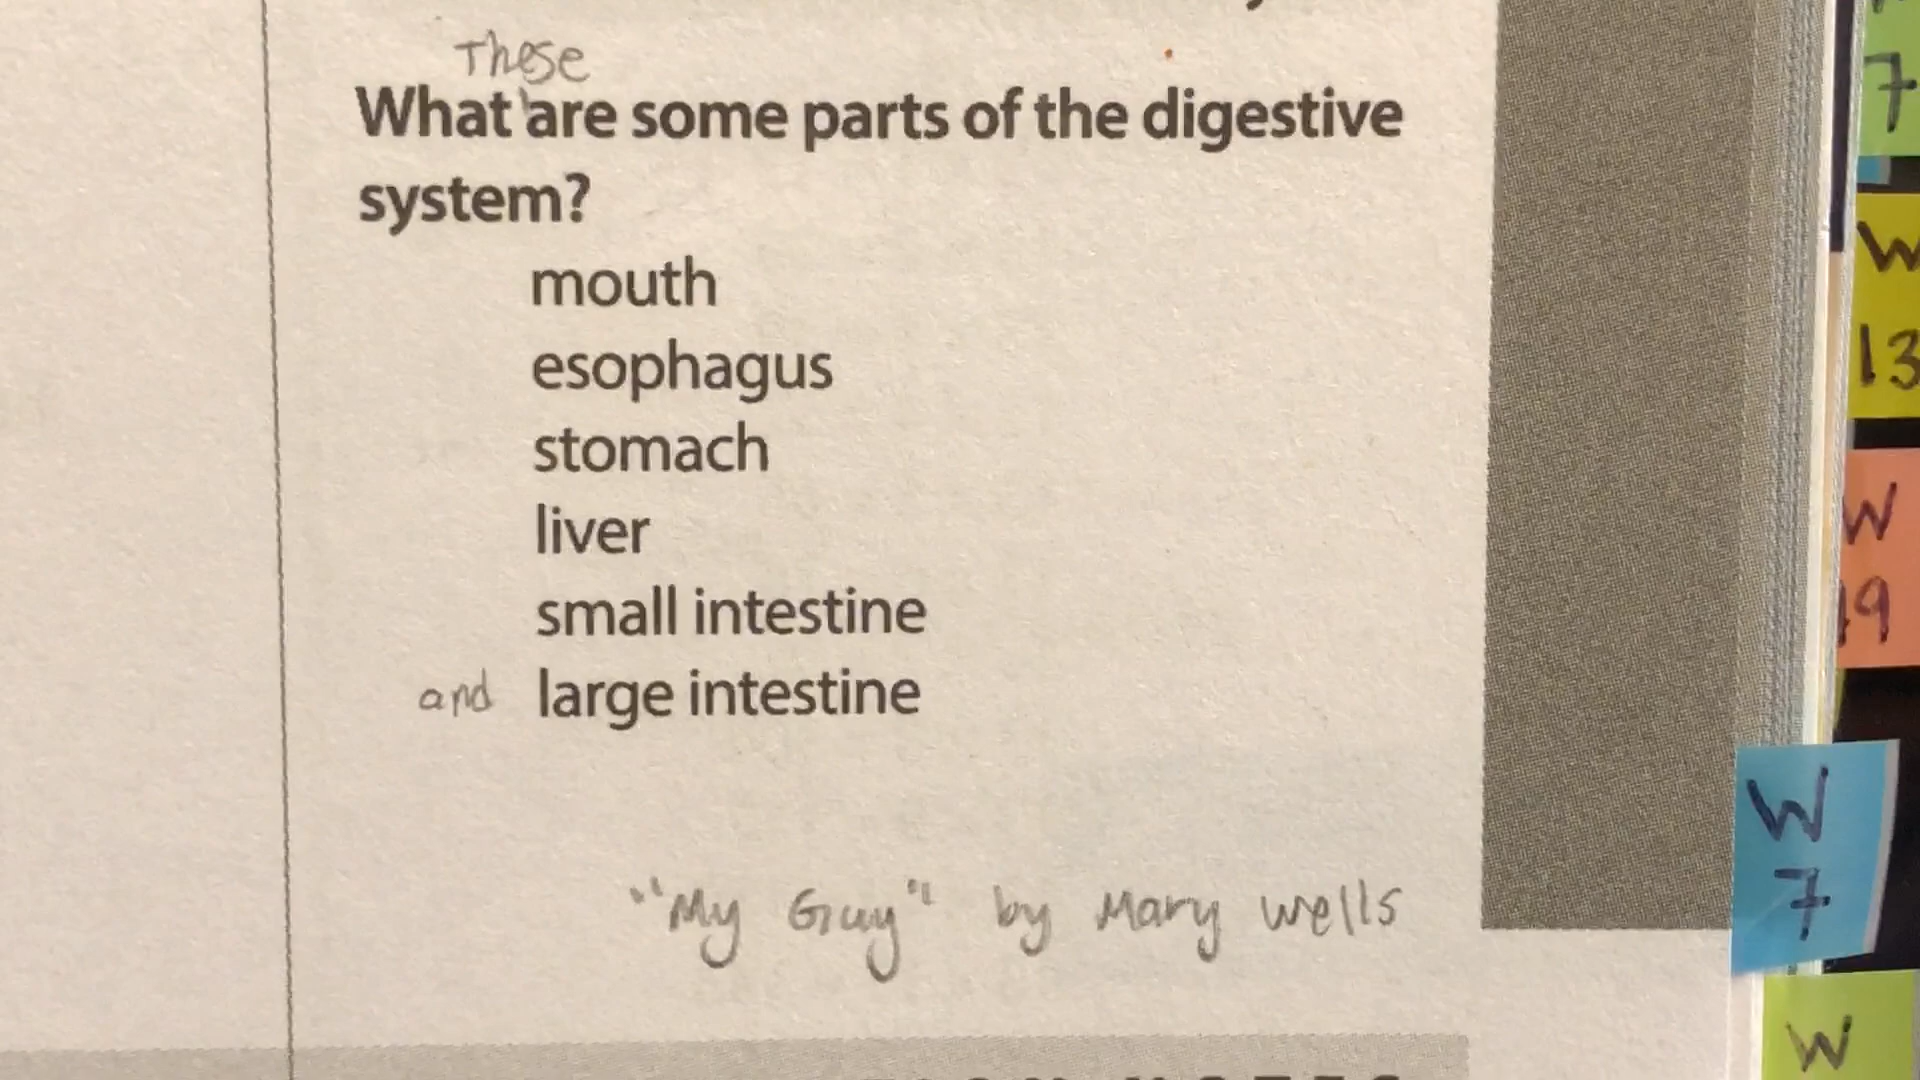 These
What are some parts of the digestive
system?
mouth
esophagus
stomach
liver
small intestine
and large intestine
"My Guy" by Mary Wells
7
W
13
W
19
W
7
W